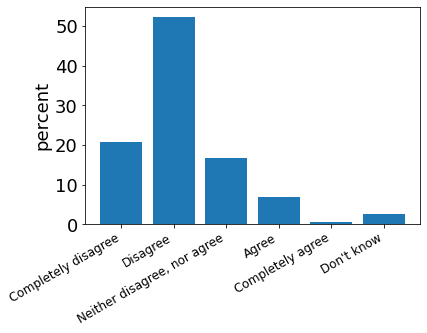 percent
50
40
30
20
10
0
Completely disagree
Disagree
Neither disagree, nor agree
Agree
Completely agree
Don't know